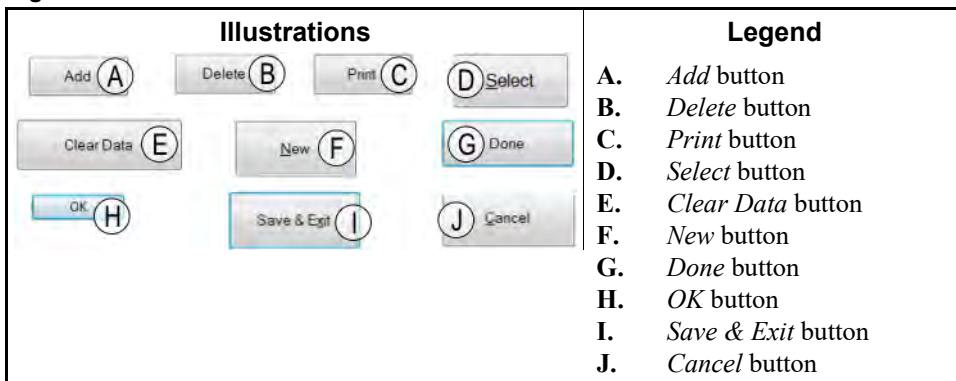 Illustrations
Legend
Add A
Delete B
Print C
D Select
Clear Data E
New F
G Done
OK H
Save & Exit I
J Cancel
A. Add button
B. Delete button
C. Print button
D. Select button
E. Clear Data button
F. New button
G. Done button
H. OK button
I. Save & Exit button
J. Cancel button